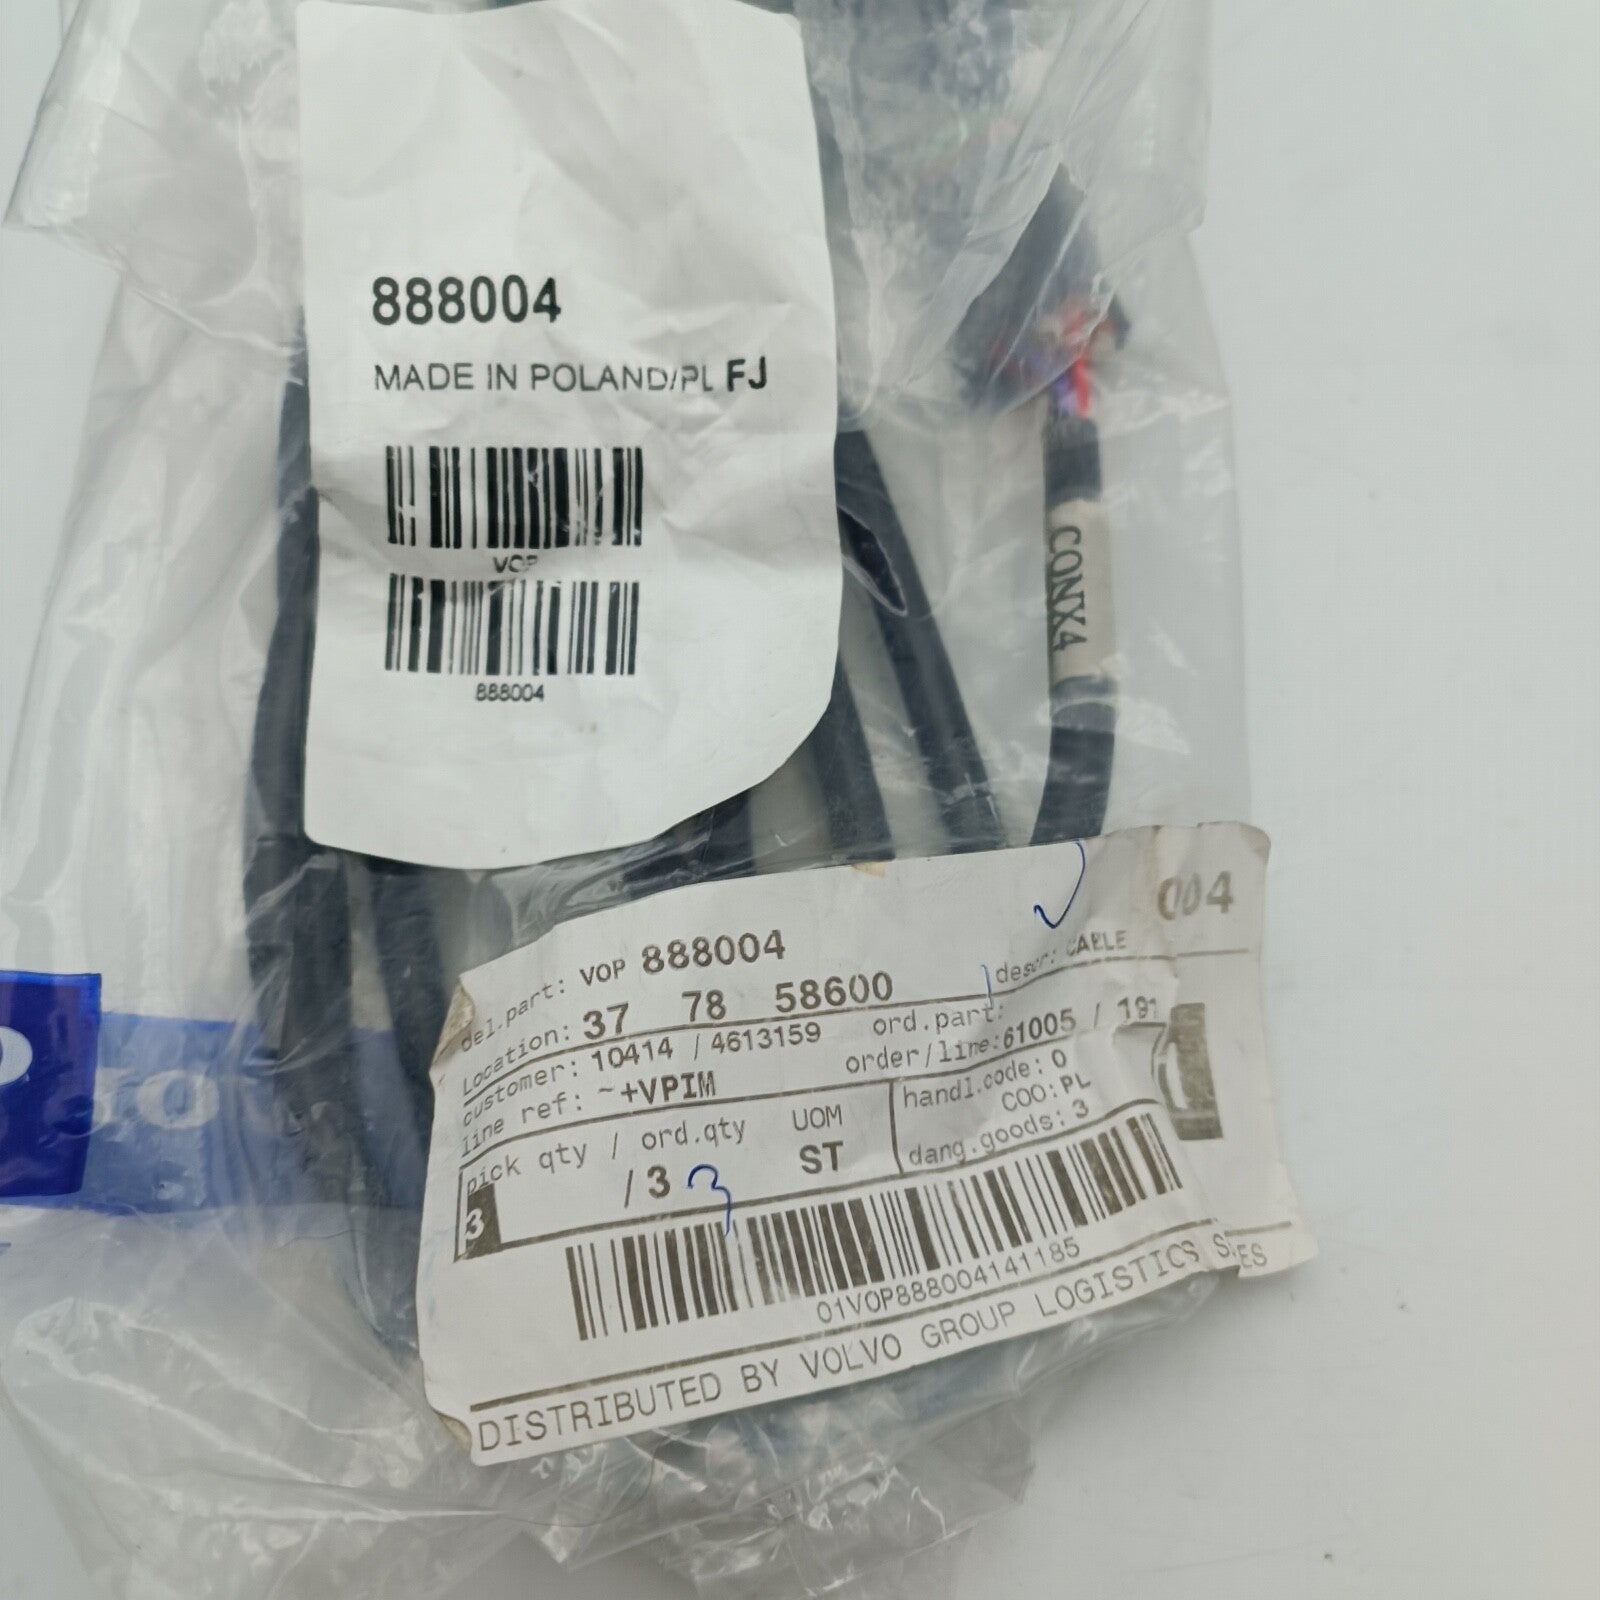 888004
MADE IN POLAND/PL FJ
VOP
888004
CONX4
004
del.part: VOP 888004
descr: CABLE
Location: 37 78 58600
ord.part:
customer: 10414 / 4613159
order/line: 61005 / 191
line ref: ~+VPIM
handl.code: 0
COO: PL
dang.goods: 3
pick qty / ord.qty
UOM
3
/3 3
ST
01VOP888004141185
DISTRIBUTED BY VOLVO GROUP LOGISTICS